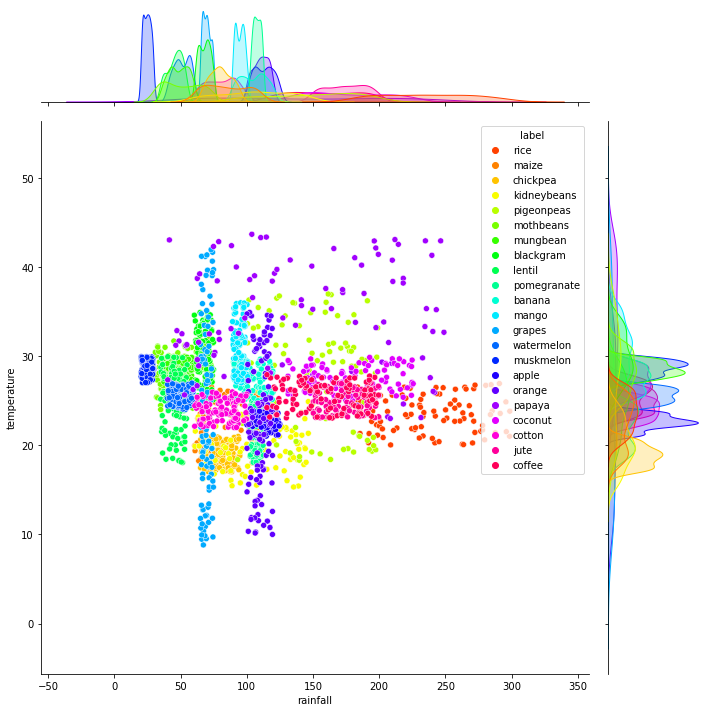 label
rice
maize
chickpea
kidneybeans
pigeonpeas
mothbeans
mungbean
blackgram
lentil
pomegranate
banana
mango
grapes
watermelon
muskmelon
apple
orange
papaya
coconut
cotton
jute
coffee
50
40
30
20
10
0
temperature
−50 0 50 100 150 200 250 300 350
rainfall